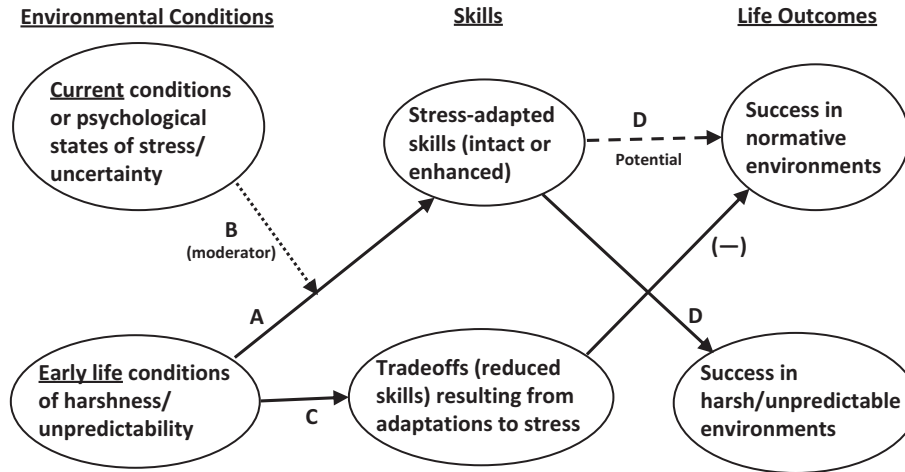 Environmental Conditions
Skills
Life Outcomes
Current conditions
or psychological
states of stress/
uncertainty
Stress-adapted
skills (intact or
enhanced)
D
Potential
Success in
normative
environments
B
(moderator)
(—)
A
D
Early life conditions
of harshness/
unpredictability
C
Tradeoffs (reduced
skills) resulting from
adaptations to stress
Success in
harsh/unpredictable
environments